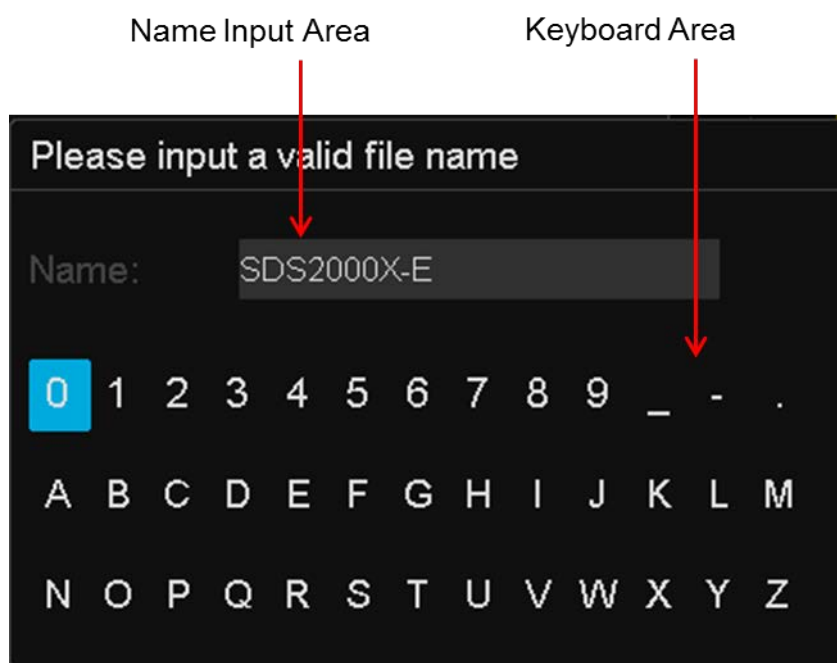 Name Input Area Keyboard Area
Please input a valid file name
Name: SDS2000X-E
0 1 2 3 4 5 6 7 8 9 _ - .
A B C D E F G H I J K L M
N O P Q R S T U V W X Y Z